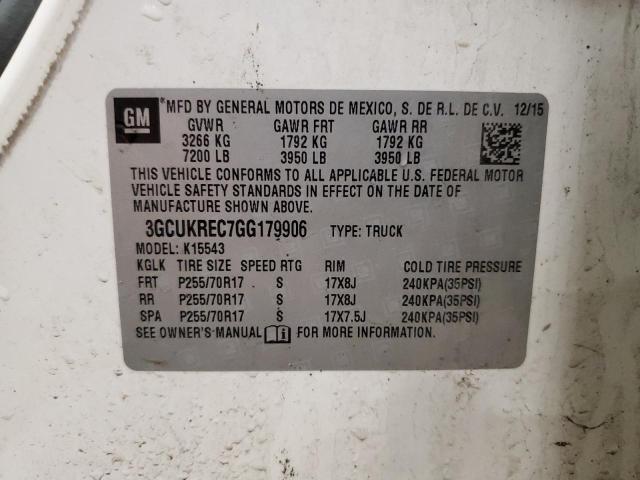 GM *MFD BY GENERAL MOTORS DE MEXICO, S. DE R.L. DE C.V. 12/15
GVWR GAWR FRT GAWR RR
3266 KG 1792 KG 1792 KG
7200 LB 3950 LB 3950 LB
THIS VEHICLE CONFORMS TO ALL APPLICABLE U.S. FEDERAL MOTOR
VEHICLE SAFETY STANDARDS IN EFFECT ON THE DATE OF
MANUFACTURE SHOWN ABOVE.
3GCUKREC7GG179906 TYPE: TRUCK
MODEL: K15543
KGLK TIRE SIZE SPEED RTG RIM COLD TIRE PRESSURE
FRT P255/70R17 S 17X8J 240KPA(35PSI)
RR P255/70R17 S 17X8J 240KPA(35PSI)
SPA P255/70R17 S 17X7.5J 240KPA(35PSI)
SEE OWNER'S MANUAL FOR MORE INFORMATION.